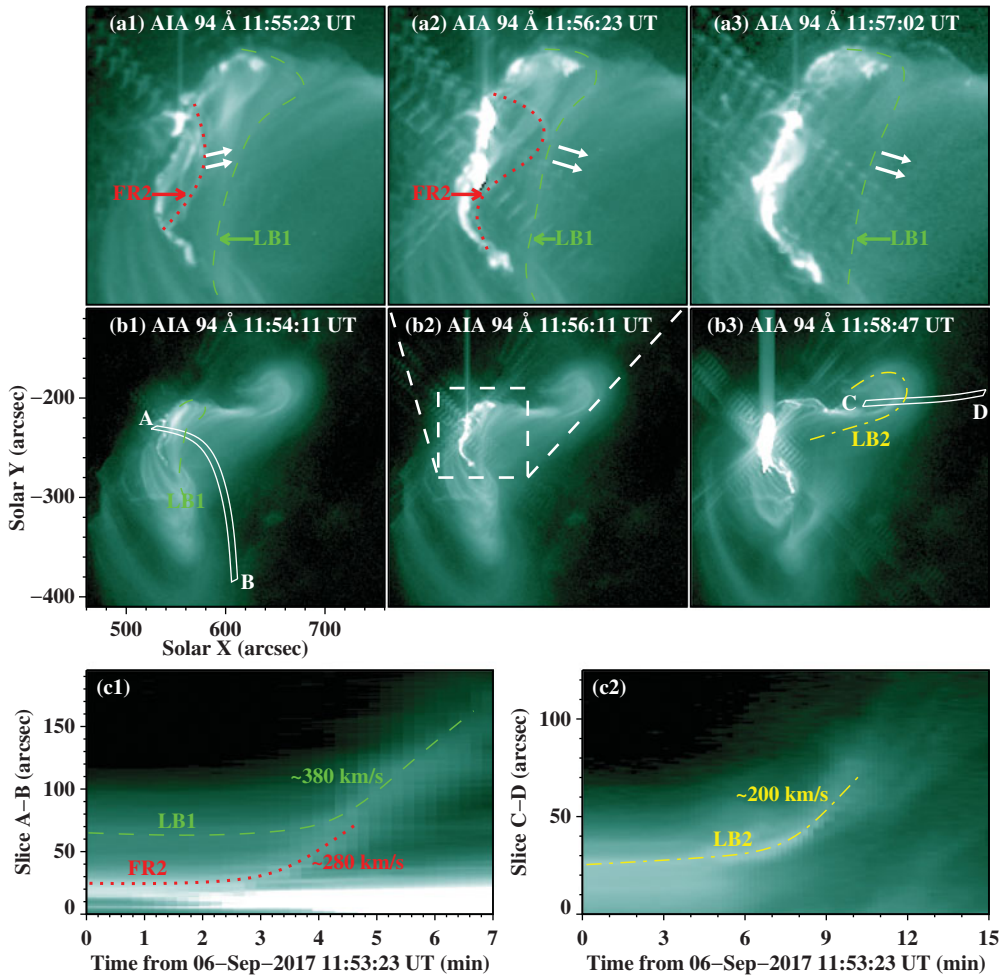 (a1) AIA 94 Å 11:55:23 UT
(a2) AIA 94 Å 11:56:23 UT
(a3) AIA 94 Å 11:57:02 UT
FR2
LB1
FR2
LB1
LB1
(b1) AIA 94 Å 11:54:11 UT
(b2) AIA 94 Å 11:56:11 UT
(b3) AIA 94 Å 11:58:47 UT
A
LB1
B
C
D
LB2
Solar Y (arcsec)
−200
−300
−400
500 600 700
Solar X (arcsec)
(c1)
Slice A−B (arcsec)
150
100
50
0
~380 km/s
LB1
FR2
~280 km/s
0 1 2 3 4 5 6 7
Time from 06−Sep−2017 11:53:23 UT (min)
(c2)
Slice C−D (arcsec)
100
50
0
~200 km/s
LB2
0 3 6 9 12 15
Time from 06−Sep−2017 11:53:23 UT (min)